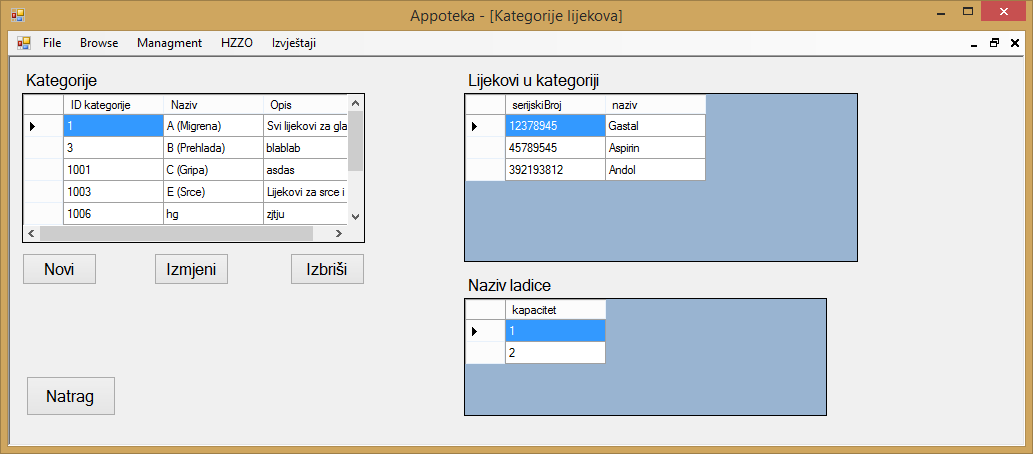 Appoteka - [Kategorije lijekova]
File Browse Managment HZZO Izvještaji
Kategorije
ID kategorije Naziv Opis
1 A (Migrena) Svi lijekovi za gla
3 B (Prehlada) blablab
1001 C (Gripa) asdas
1003 E (Srce) Lijekovi za srce i
1006 hg zjtju
Novi Izmjeni Izbriši
Natrag
Lijekovi u kategoriji
serijskiBroj naziv
12378945 Gastal
45789545 Aspirin
392193812 Andol
Naziv ladice
kapacitet
1
2